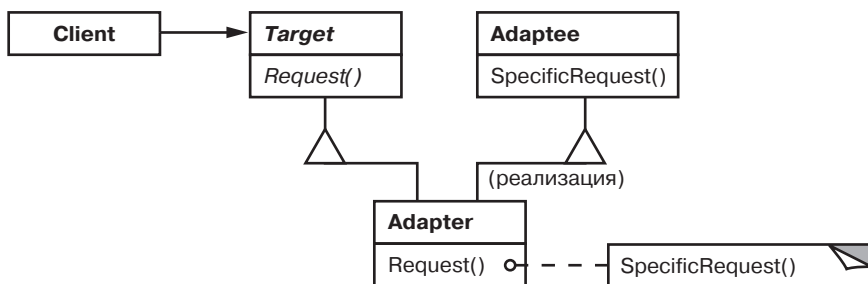 Client
Target
Request()
Adaptee
SpecificRequest()
(реализация)
Adapter
Request()
SpecificRequest()